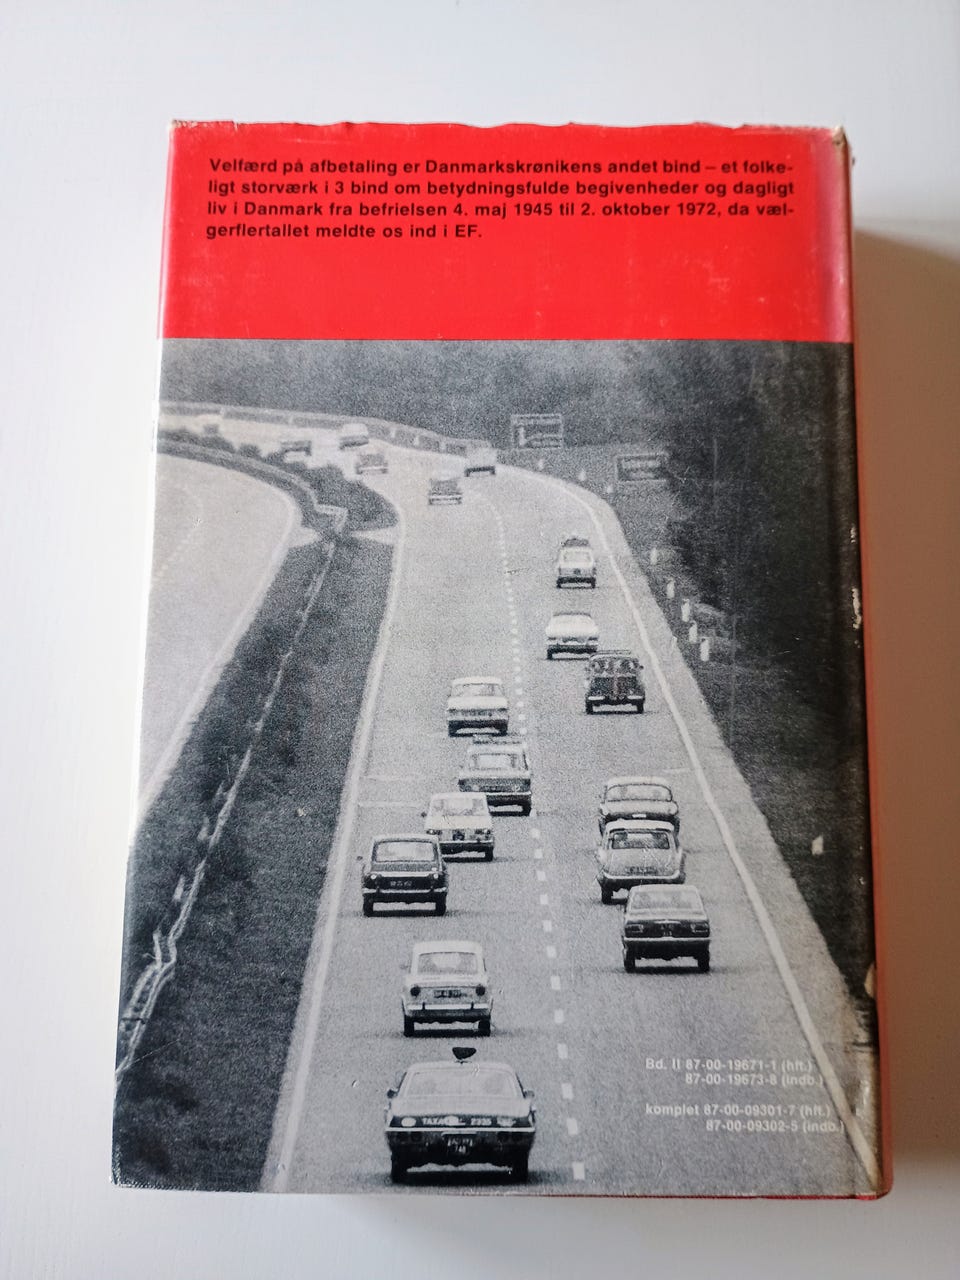 Velfærd på afbetaling er Danmarkskrønikens andet bind – et folke-
ligt storværk i 3 bind om betydningsfulde begivenheder og dagligt
liv i Danmark fra befrielsen 4. maj 1945 til 2. oktober 1972, da væl-
gerflertallet meldte os ind i EF.
Bd. II 87-00-19671-1 (hft.)
87-00-19673-8 (indb.)
komplet 87-00-09301-7 (hft.)
87-00-09302-5 (indb.)